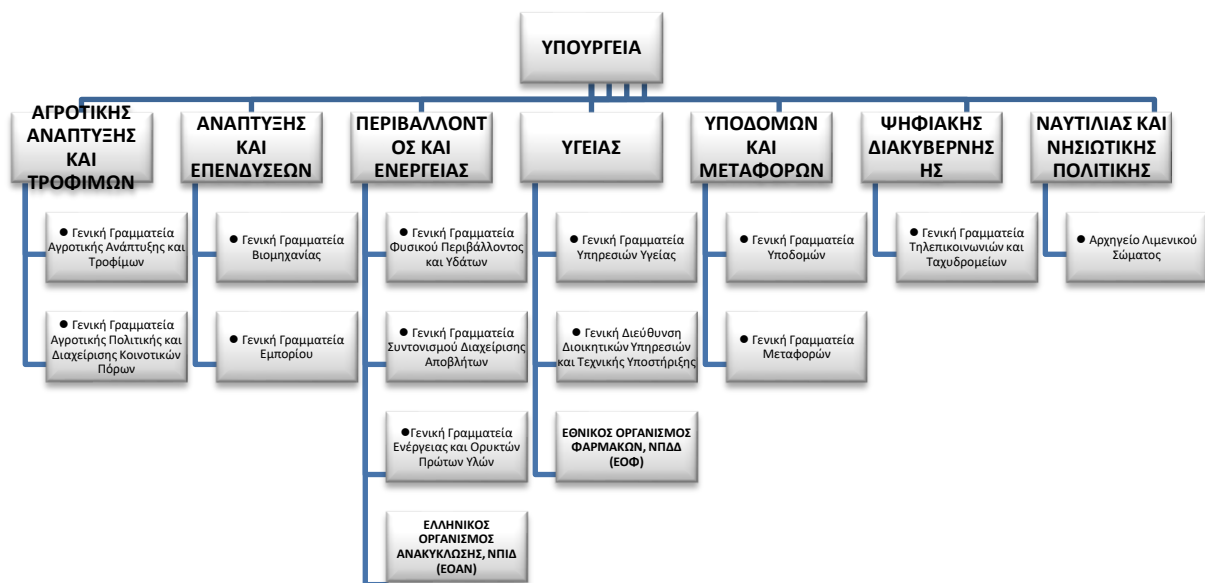 ΥΠΟΥΡΓΕΙΑ
ΑΓΡΟΤΙΚΗΣ
ΑΝΑΠΤΥΞΗΣ
ΚΑΙ
ΤΡΟΦΙΜΩΝ
● Γενική Γραμματεία
Αγροτικής Ανάπτυξης και
Τροφίμων
● Γενική Γραμματεία
Αγροτικής Πολιτικής και
Διαχείρισης Κοινοτικών
Πόρων
ΑΝΑΠΤΥΞΗΣ
ΚΑΙ
ΕΠΕΝΔΥΣΕΩΝ
● Γενική Γραμματεία
Βιομηχανίας
● Γενική Γραμματεία
Εμπορίου
ΠΕΡΙΒΑΛΛΟΝΤ
ΟΣ ΚΑΙ
ΕΝΕΡΓΕΙΑΣ
● Γενική Γραμματεία
Φυσικού Περιβάλλοντος
και Υδάτων
● Γενική Γραμματεία
Συντονισμού Διαχείρισης
Αποβλήτων
●Γενική Γραμματεία
Ενέργειας και Ορυκτών
Πρώτων Υλών
ΕΛΛΗΝΙΚΟΣ
ΟΡΓΑΝΙΣΜΟΣ
ΑΝΑΚΥΚΛΩΣΗΣ, ΝΠΙΔ
(ΕΟΑΝ)
ΥΓΕΙΑΣ
● Γενική Γραμματεία
Υπηρεσιών Υγείας
● Γενική Διεύθυνση
Διοικητικών Υπηρεσιών
και Τεχνικής Υποστήριξης
ΕΘΝΙΚΟΣ ΟΡΓΑΝΙΣΜΟΣ
ΦΑΡΜΑΚΩΝ, ΝΠΔΔ
(ΕΟΦ)
ΥΠΟΔΟΜΩΝ
ΚΑΙ
ΜΕΤΑΦΟΡΩΝ
● Γενική Γραμματεία
Υποδομών
● Γενική Γραμματεία
Μεταφορών
ΨΗΦΙΑΚΗΣ
ΔΙΑΚΥΒΕΡΝΗΣ
ΗΣ
● Γενική Γραμματεία
Τηλεπικοινωνιών και
Ταχυδρομείων
ΝΑΥΤΙΛΙΑΣ ΚΑΙ
ΝΗΣΙΩΤΙΚΗΣ
ΠΟΛΙΤΙΚΗΣ
● Αρχηγείο Λιμενικού
Σώματος